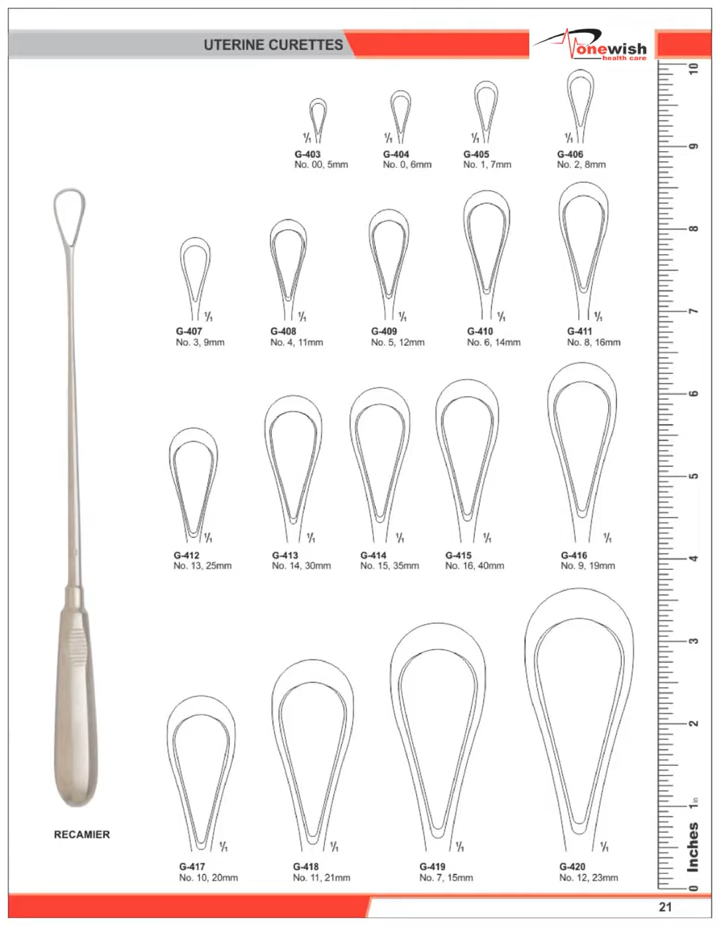 UTERINE CURETTES
onewish
health care
10
1/1
1/1
1/1
1/1
G-403
No. 00, 5mm
G-404
No. 0, 6mm
G-405
No. 1, 7mm
G-406
No. 2, 8mm
9
8
7
1/1
1/1
1/1
1/1
1/1
G-407
No. 3, 9mm
G-408
No. 4, 11mm
G-409
No. 5, 12mm
G-410
No. 6, 14mm
G-411
No. 8, 16mm
6
5
1/1
1/1
1/1
1/1
1/1
G-412
No. 13, 25mm
G-413
No. 14, 30mm
G-414
No. 15, 35mm
G-415
No. 16, 40mm
G-416
No. 9, 19mm
4
3
2
1 in
RECAMIER
1/1
1/1
1/1
1/1
G-417
No. 10, 20mm
G-418
No. 11, 21mm
G-419
No. 7, 15mm
G-420
No. 12, 23mm
0 Inches
21